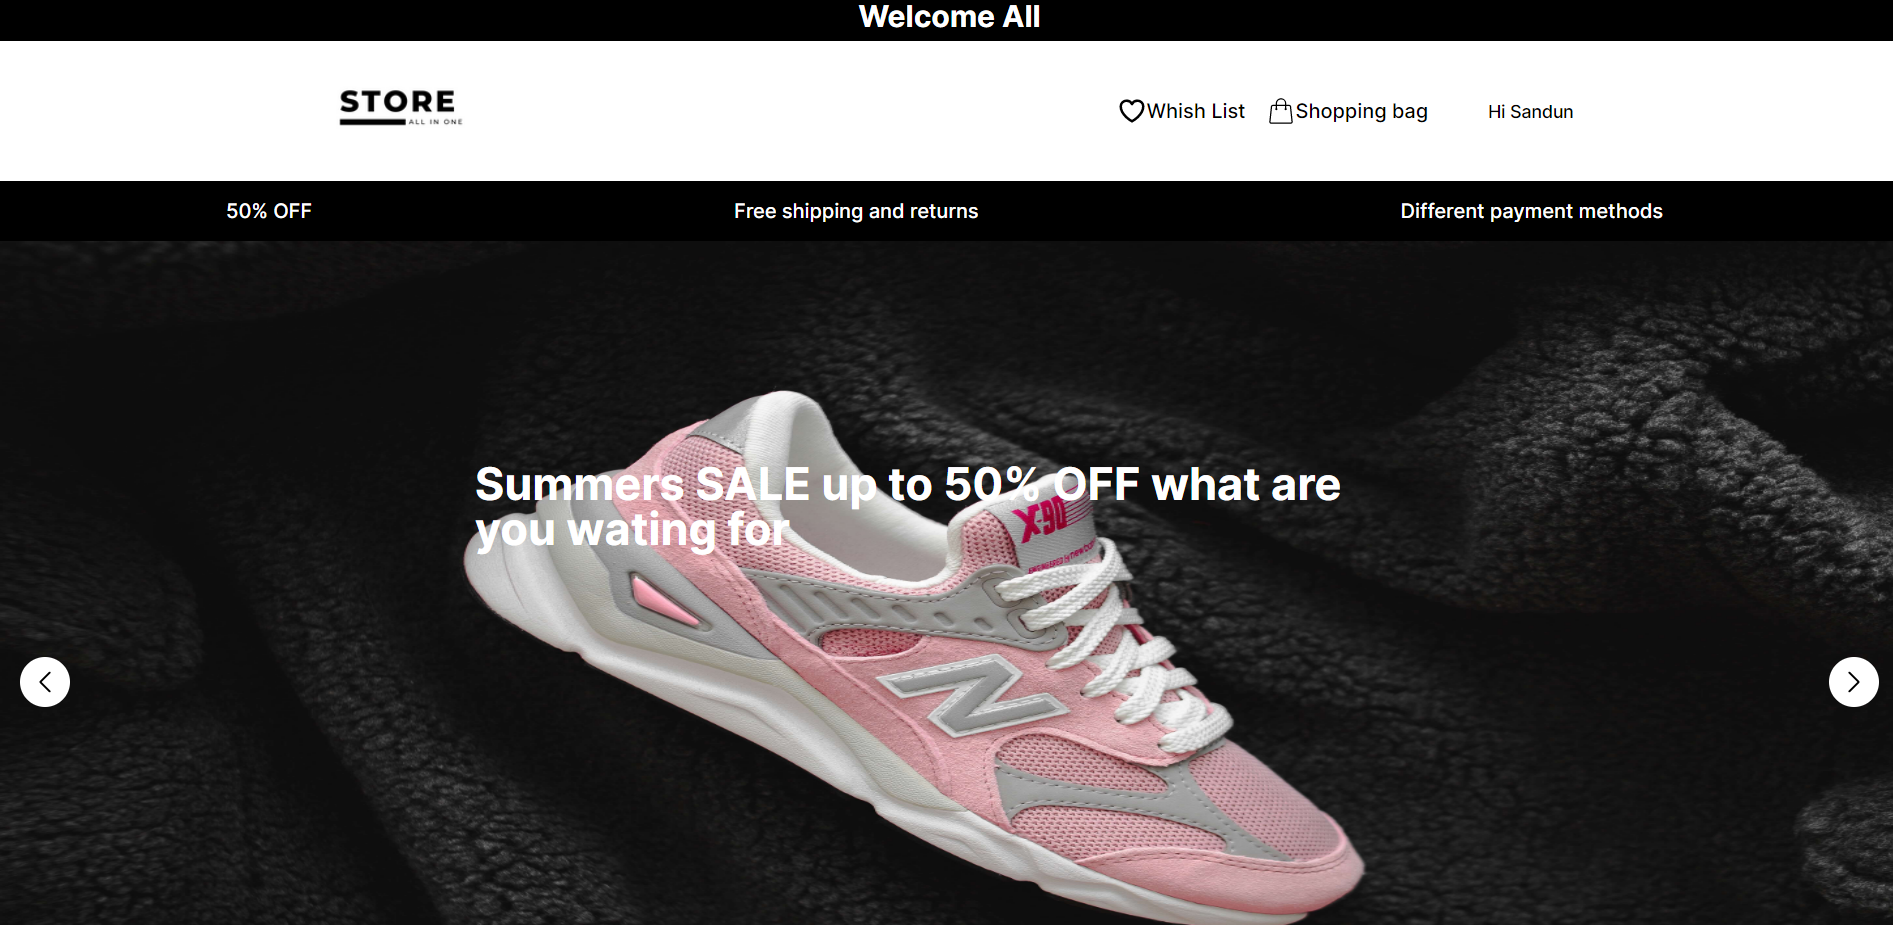 Welcome All
STORE
ALL IN ONE
Whish List
Shopping bag
Hi Sandun
50% OFF
Free shipping and returns
Different payment methods
Summers SALE up to 50% OFF what are
you wating for
X-90
N